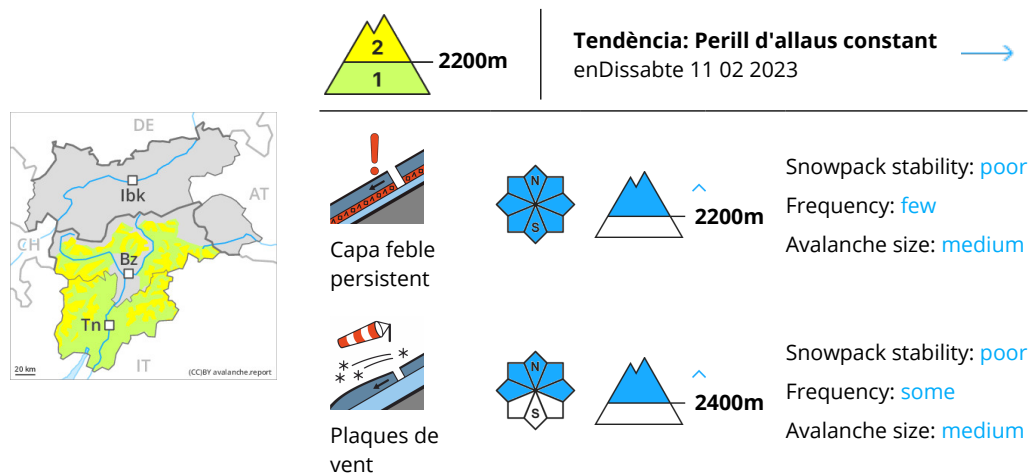 2
1
2200m
Tendència: Perill d'allaus constant
enDissabte 11 02 2023
DE
AT
CH
IT
Ibk
Bz
Tn
20 km
(CC)BY avalanche.report
Capa feble
persistent
N
S
2200m
Snowpack stability: poor
Frequency: few
Avalanche size: medium
Plaques de
vent
N
S
2400m
Snowpack stability: poor
Frequency: some
Avalanche size: medium